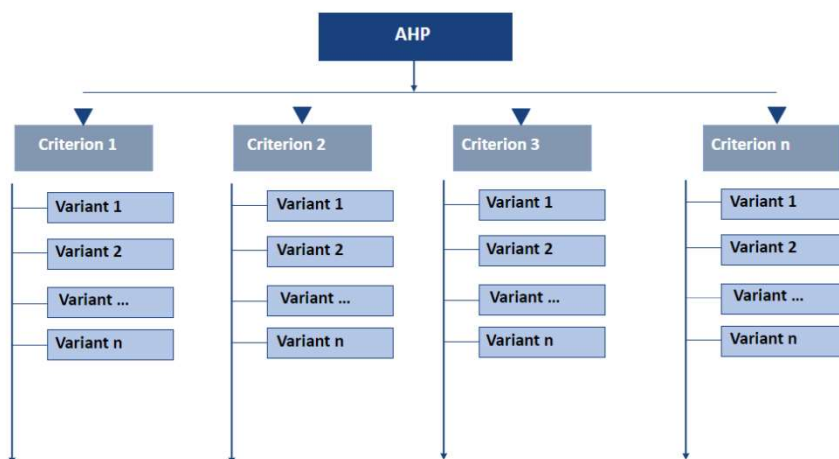 AHP
Criterion 1
Criterion 2
Criterion 3
Criterion n
Variant 1
Variant 1
Variant 1
Variant 1
Variant 2
Variant 2
Variant 2
Variant 2
Variant ...
Variant ...
Variant ...
Variant ...
Variant n
Variant n
Variant n
Variant n